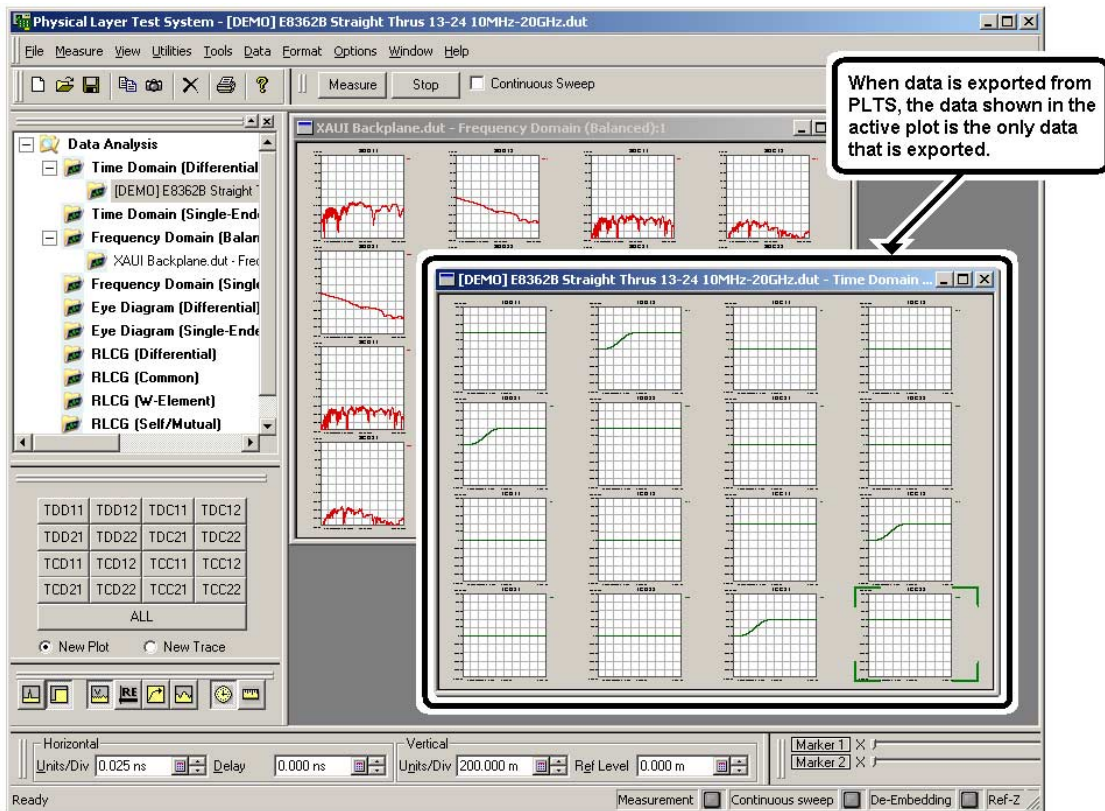 Physical Layer Test System - [DEMO] E8362B Straight Thrus 13-24 10MHz-20GHz.dut
File Measure View Utilities Tools Data Format Options Window Help
Measure Stop Continuous Sweep
When data is exported from
PLTS, the data shown in the
active plot is the only data
that is exported.
Data Analysis
Time Domain (Differential
[DEMO] E8362B Straight T
Time Domain (Single-Ende
Frequency Domain (Balan
XAUI Backplane.dut - Fred
Frequency Domain (Single
Eye Diagram (Differential)
Eye Diagram (Single-Ende
RLCG (Differential)
RLCG (Common)
RLCG (W-Element)
RLCG (Self/Mutual)
XAUI Backplane.dut - Frequency Domain (Balanced):1
[DEMO] E8362B Straight Thrus 13-24 10MHz-20GHz.dut - Time Domain ...
TDD11 TDD12 TDC11 TDC12
TDD21 TDD22 TDC21 TDC22
TCD11 TCD12 TCC11 TCC12
TCD21 TCD22 TCC21 TCC22
ALL
New Plot New Trace
RE
Horizontal
Units/Div 0.025 ns Delay 0.000 ns
Vertical
Units/Div 200.000 m Ref Level 0.000 m
Marker 1 X
Marker 2 X
Ready
Measurement Continuous sweep De-Embedding Ref-Z